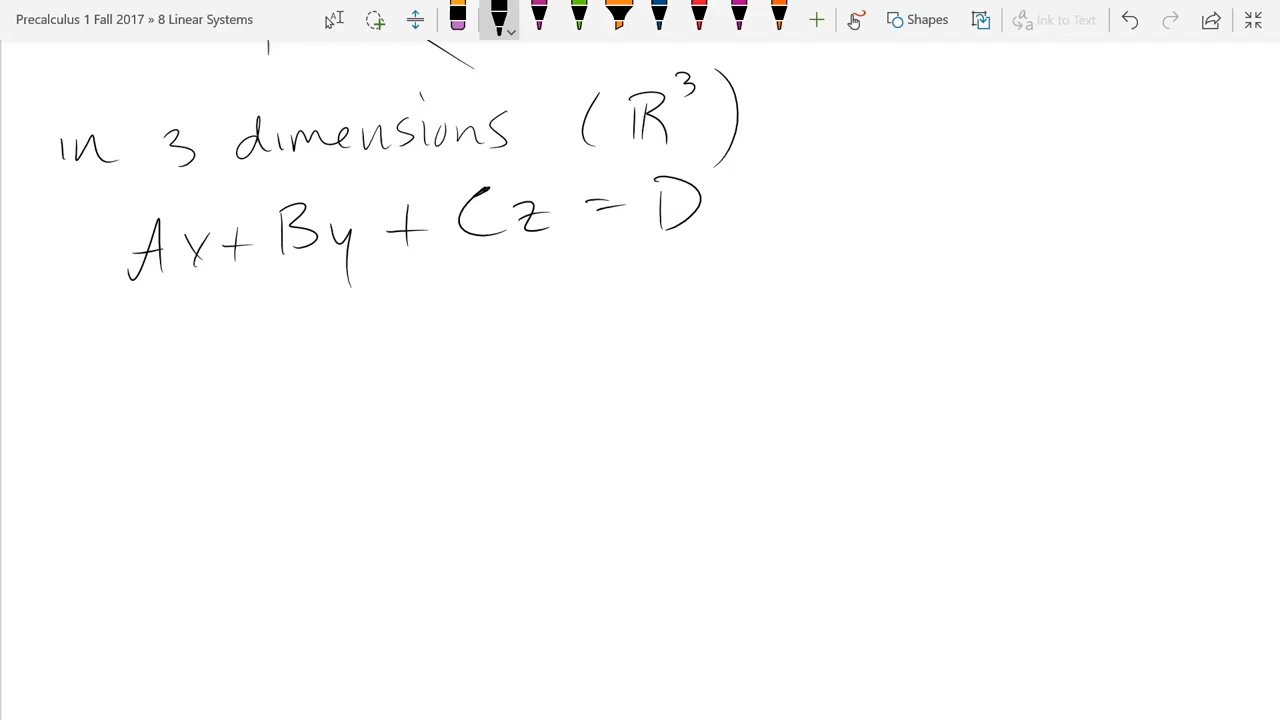 Precalculus 1 Fall 2017 » 8 Linear Systems
Shapes
Ink to Text
in 3 dimensions (ℝ³)
Ax + By + Cz = D